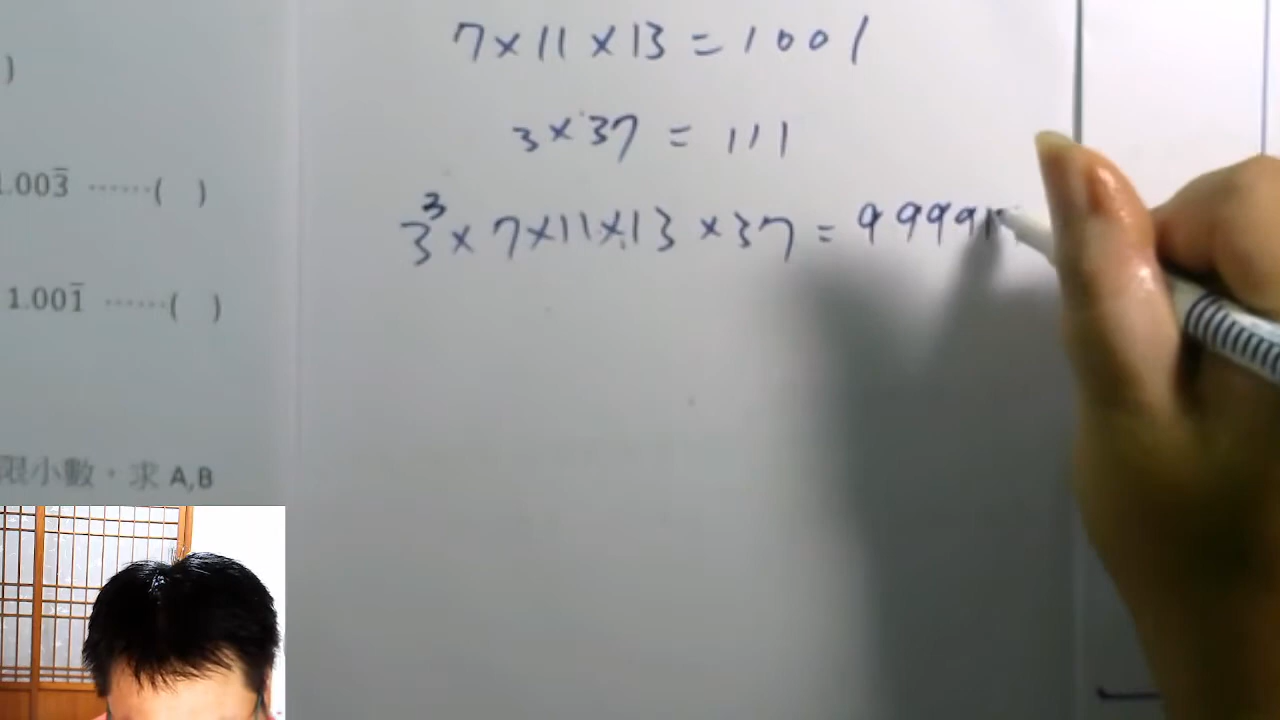 7×11×13=1001
)
3×37=111
1.003̅ ……( )
3³×7×11×13×37=9999
1.001̅ ……( )
限小數，求 A,B